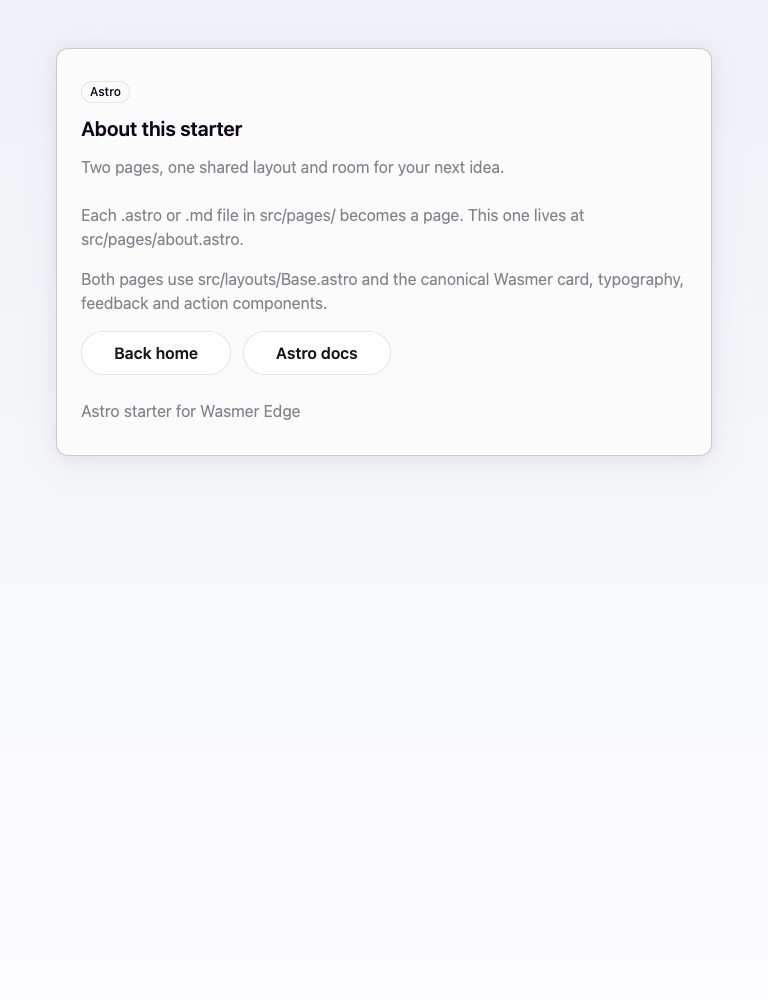 Astro
About this starter
Two pages, one shared layout and room for your next idea.
Each .astro or .md file in src/pages/ becomes a page. This one lives at
src/pages/about.astro.
Both pages use src/layouts/Base.astro and the canonical Wasmer card, typography,
feedback and action components.
Back home
Astro docs
Astro starter for Wasmer Edge